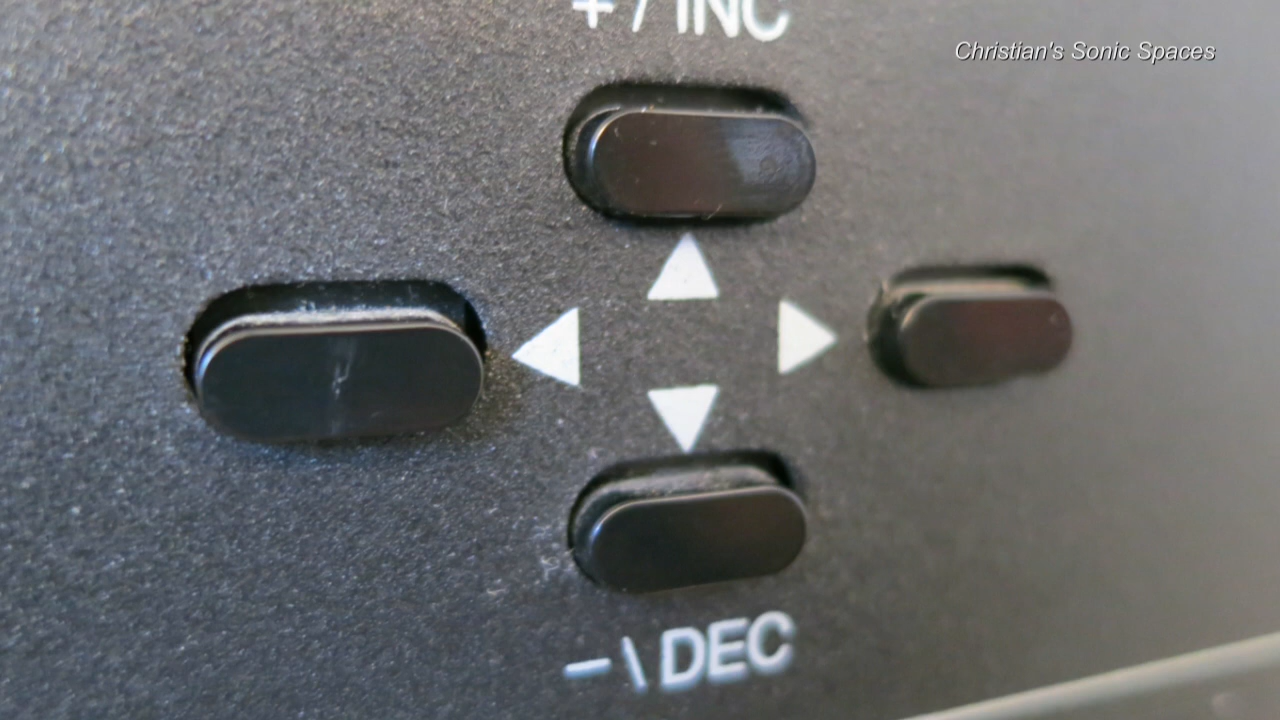 + / INC
Christian's Sonic Spaces
– \ DEC